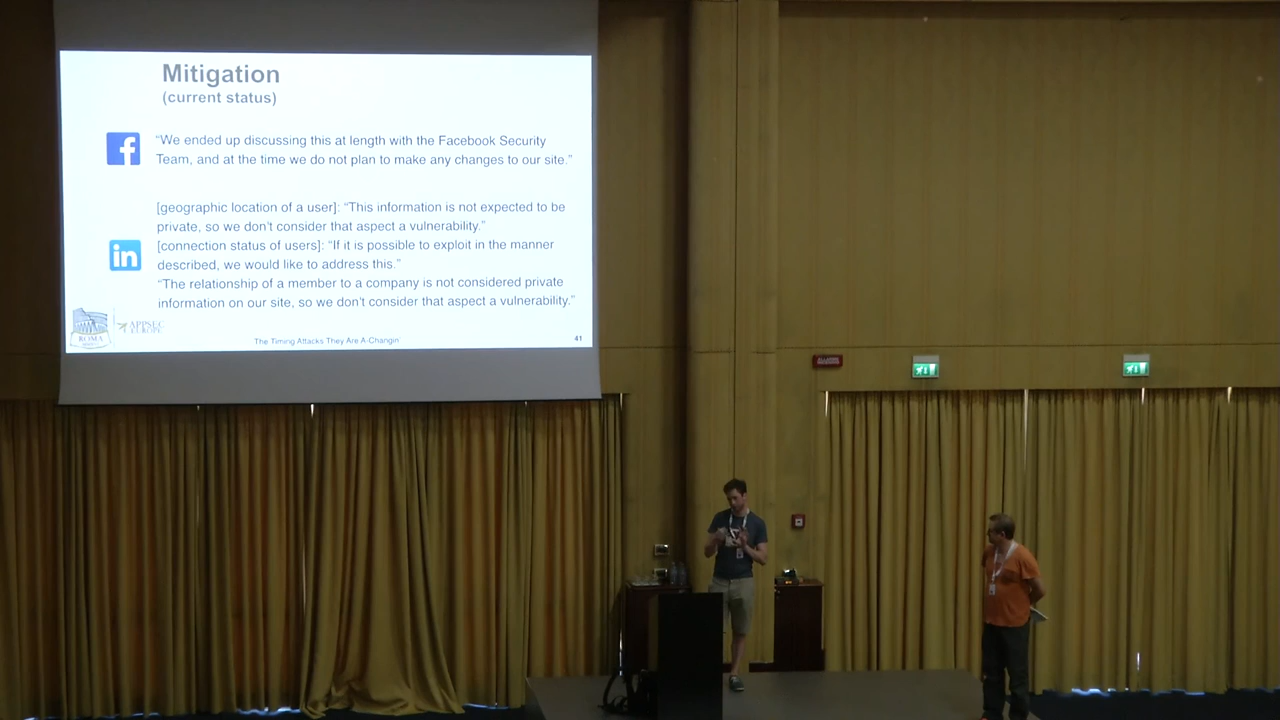 Mitigation
(current status)
f
“We ended up discussing this at length with the Facebook Security
Team, and at the time we do not plan to make any changes to our site.”
[geographic location of a user]: “This information is not expected to be
private, so we don’t consider that aspect a vulnerability.”
[connection status of users]: “If it is possible to exploit in the manner
described, we would like to address this.”
in
“The relationship of a member to a company is not considered private
information on our site, so we don’t consider that aspect a vulnerability.”
ROMA
APPSEC
EUROPE
The Timing Attacks They Are A-Changin
41